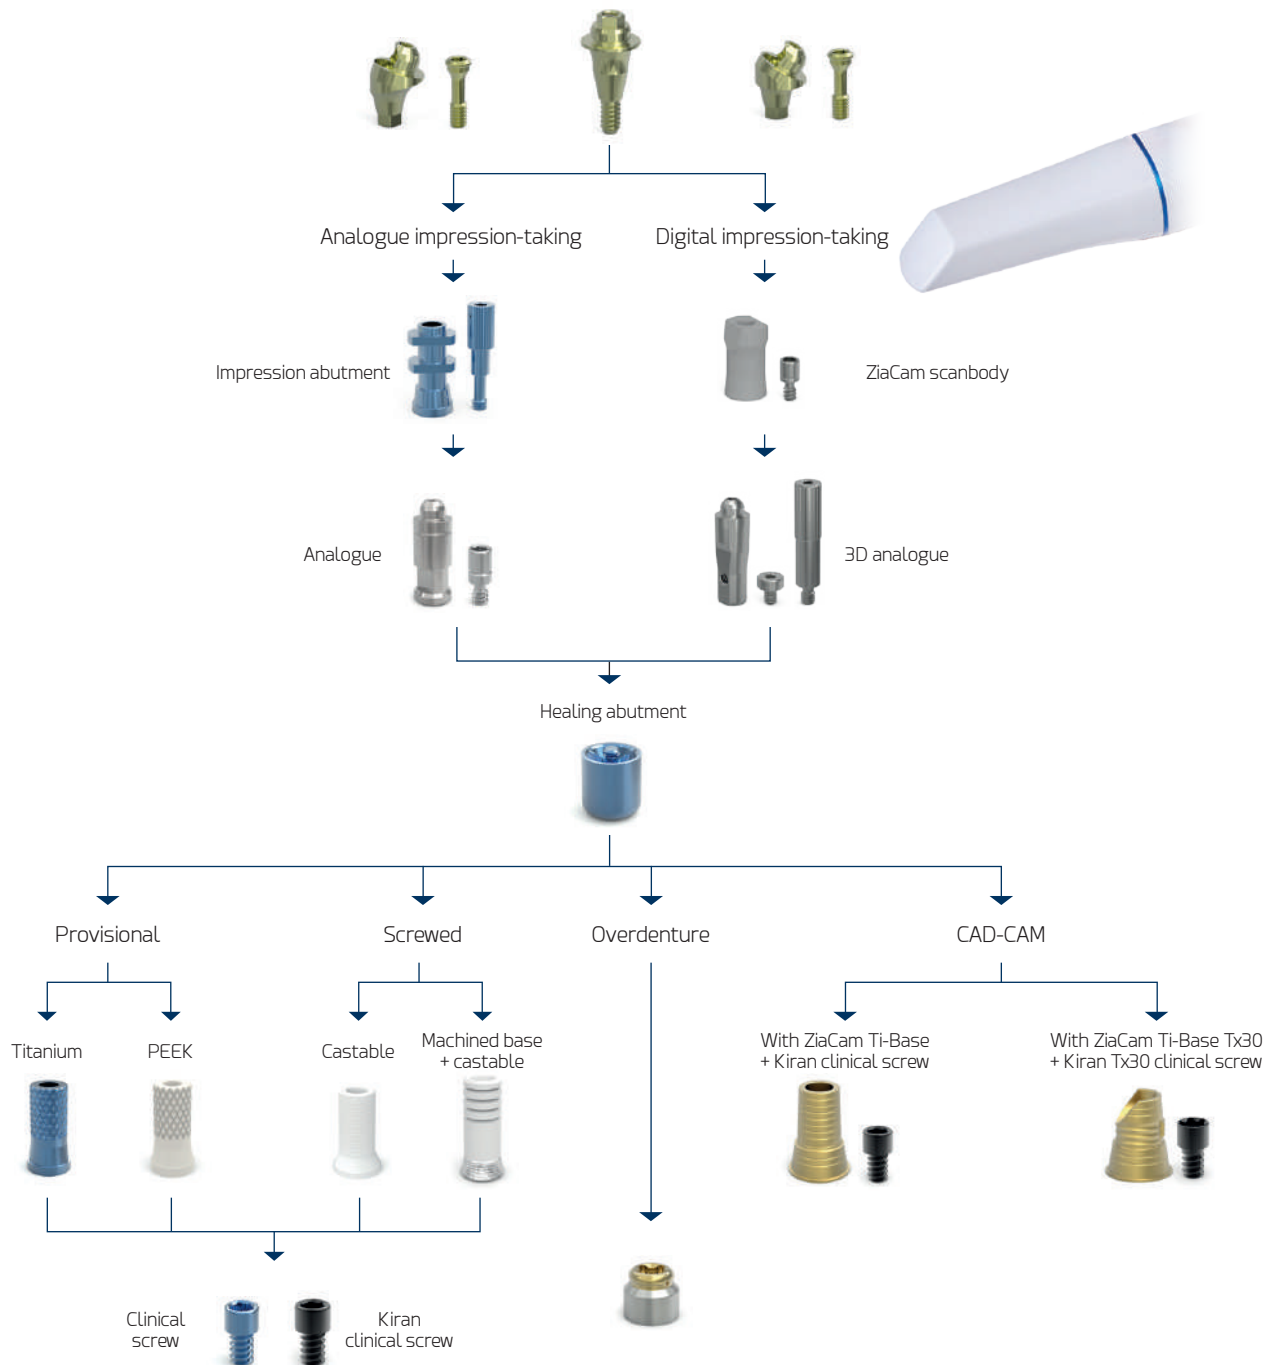 Analogue impression-taking
Digital impression-taking
Impression abutment
ZiaCam scanbody
Analogue
3D analogue
Healing abutment
Provisional
Screwed
Overdenture
CAD-CAM
Titanium
PEEK
Castable
Machined base
+ castable
With ZiaCam Ti-Base
+ Kiran clinical screw
With ZiaCam Ti-Base Tx30
+ Kiran Tx30 clinical screw
Clinical
screw
Kiran
clinical screw